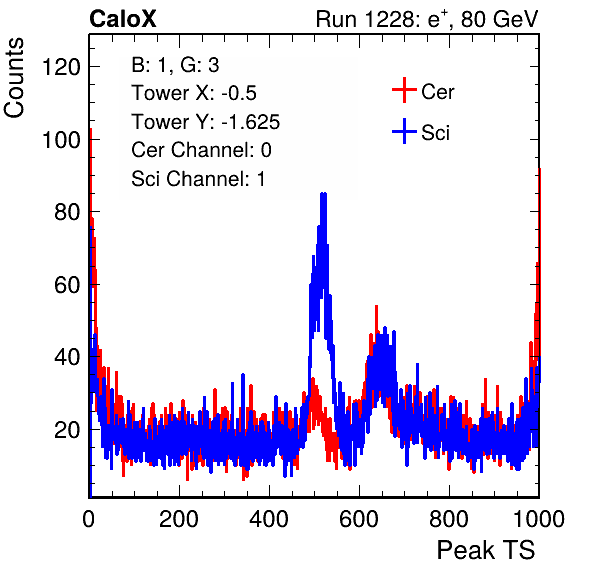 CaloX Run 1228: e+, 80 GeV
Counts
B: 1, G: 3
Tower X: -0.5
Tower Y: -1.625
Cer Channel: 0
Sci Channel: 1
Cer
Sci
120
100
80
60
40
20
0 200 400 600 800 1000
Peak TS